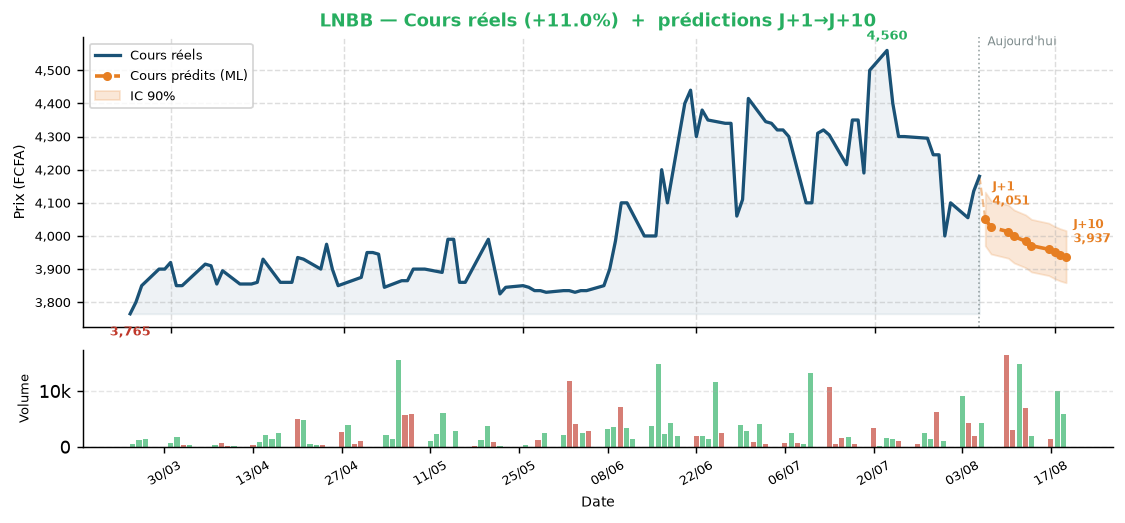 LNBB — Cours réels (+11.0%)  +  prédictions J+1→J+10
4,560
Aujourd'hui
Cours réels
Cours prédits (ML)
IC 90%
4,500
4,400
4,300
4,200
4,100
4,000
3,900
3,800
Prix (FCFA)
J+1
4,051
J+10
3,937
3,765
10k
0
Volume
30/03
13/04
27/04
11/05
25/05
08/06
22/06
06/07
20/07
03/08
17/08
Date